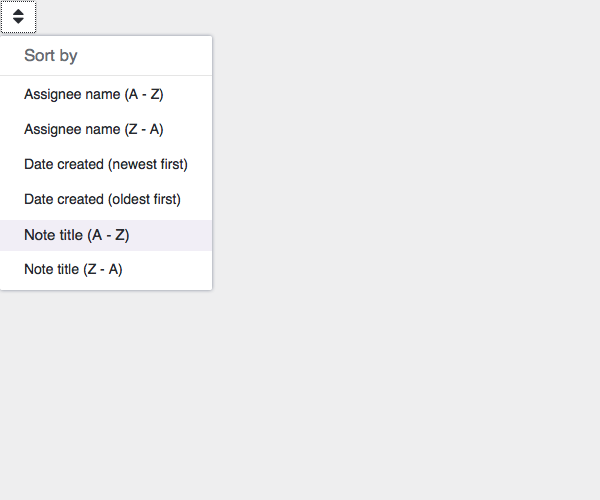 Sort by
Assignee name (A - Z)
Assignee name (Z - A)
Date created (newest first)
Date created (oldest first)
Note title (A - Z)
Note title (Z - A)